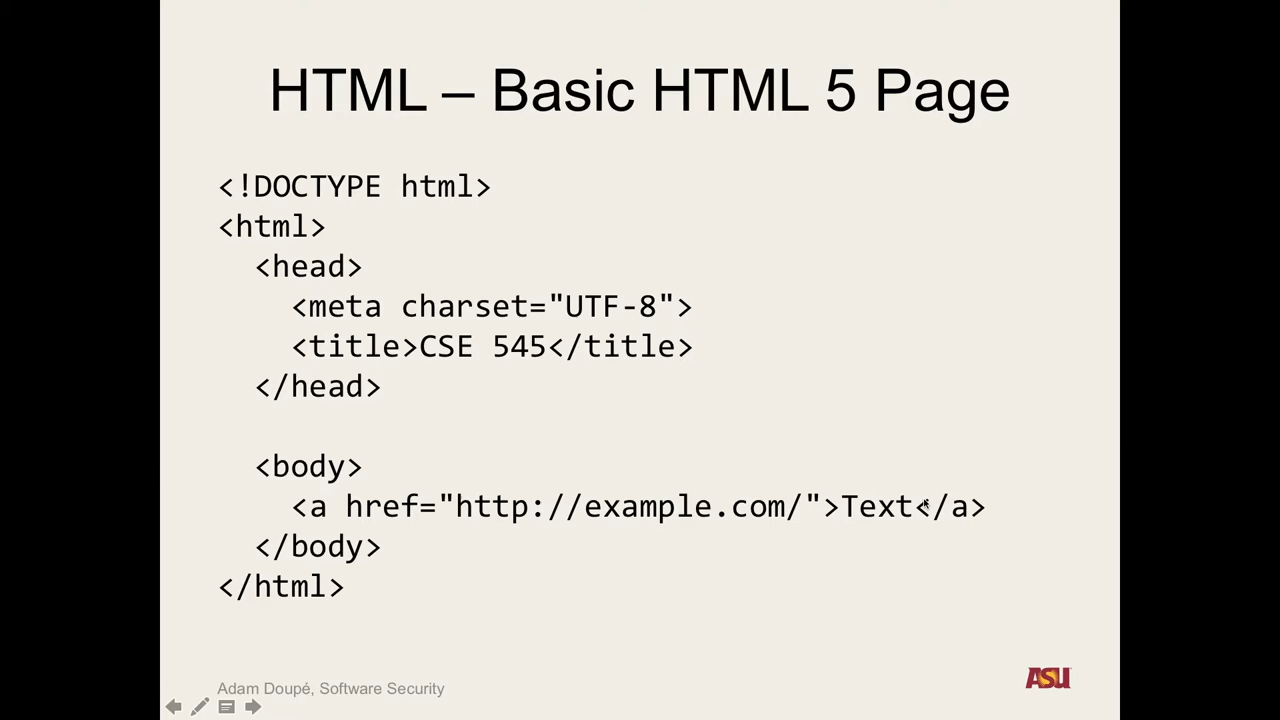 HTML – Basic HTML 5 Page
<!DOCTYPE html>
<html>
  <head>
    <meta charset="UTF-8">
    <title>CSE 545</title>
  </head>

  <body>
    <a href="http://example.com/">Text</a>
  </body>
</html>
Adam Doupé, Software Security
ASU